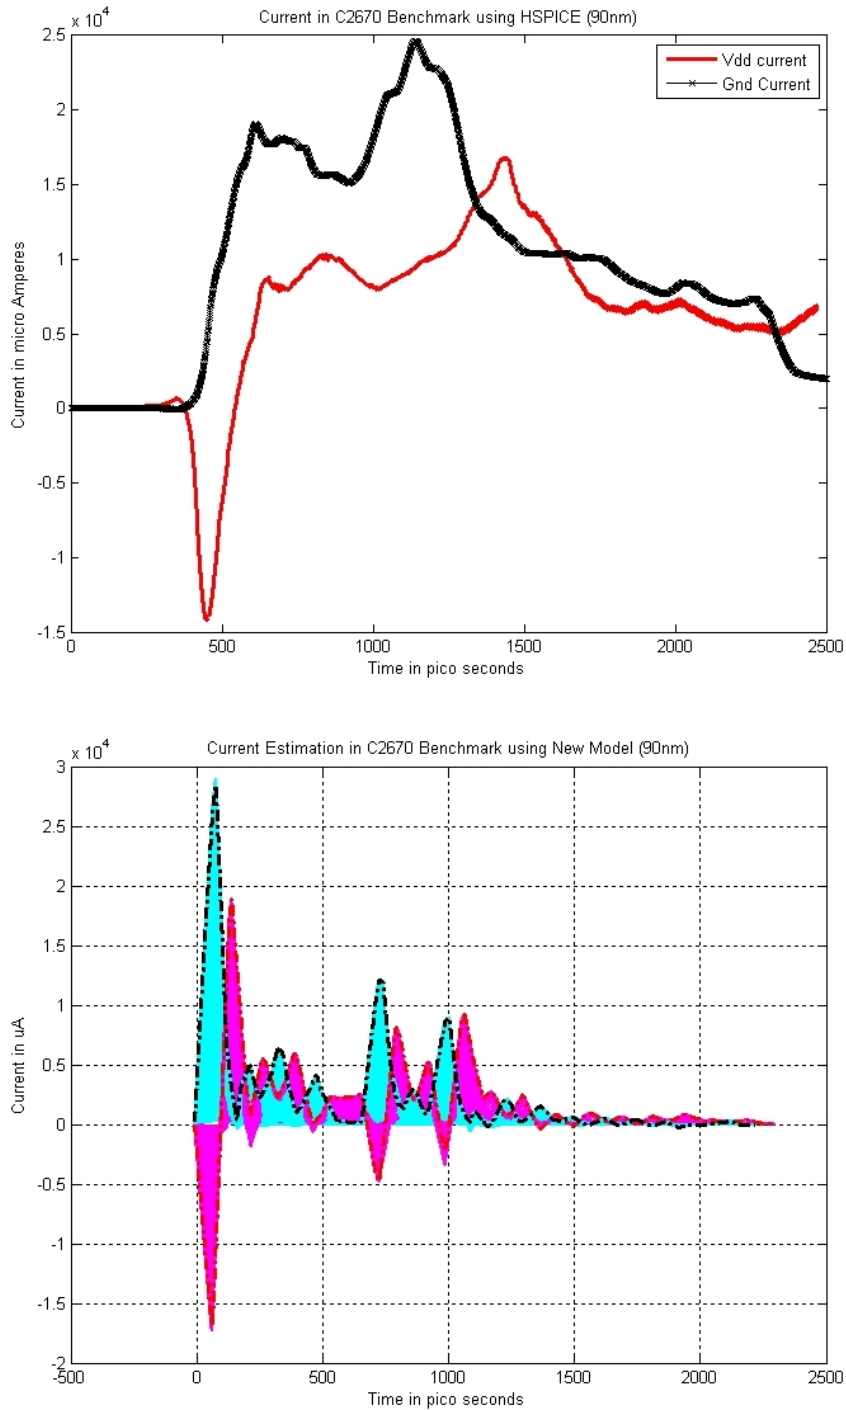 Current in C2670 Benchmark using HSPICE (90nm)
x 10^4
2.5
2
1.5
1
0.5
0
-0.5
-1
-1.5
Current in micro Amperes
Vdd current
Gnd Current
0 500 1000 1500 2000 2500
Time in pico seconds
Current Estimation in C2670 Benchmark using New Model (90nm)
x 10^4
3
2.5
2
1.5
1
0.5
0
-0.5
-1
-1.5
-2
Current in uA
-500 0 500 1000 1500 2000 2500
Time in pico seconds